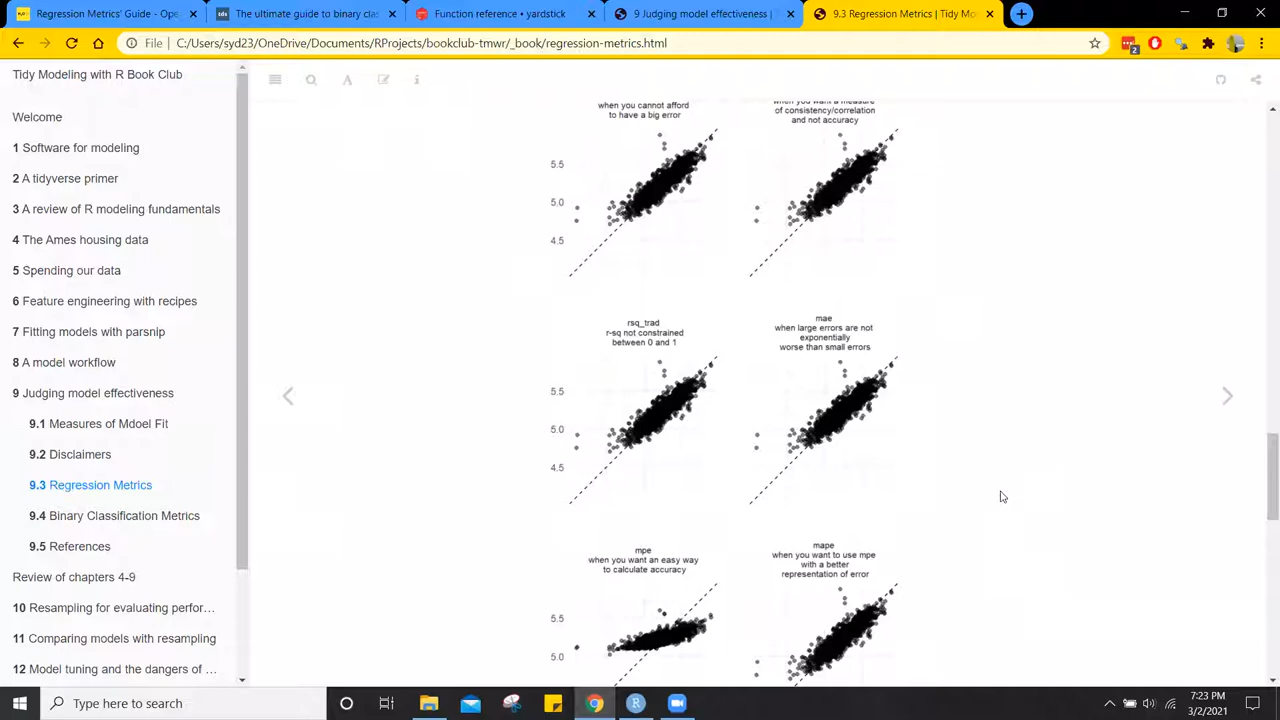 Regression Metrics' Guide - Ope
The ultimate guide to binary clas
Function reference • yardstick
9 Judging model effectiveness |
9.3 Regression Metrics | Tidy Mo
File
C:/Users/syd23/OneDrive/Documents/RProjects/bookclub-tmwr/_book/regression-metrics.html
2
Tidy Modeling with R Book Club
Welcome
1 Software for modeling
2 A tidyverse primer
3 A review of R modeling fundamentals
4 The Ames housing data
5 Spending our data
6 Feature engineering with recipes
7 Fitting models with parsnip
8 A model workflow
9 Judging model effectiveness
9.1 Measures of Mdoel Fit
9.2 Disclaimers
9.3 Regression Metrics
9.4 Binary Classification Metrics
9.5 References
Review of chapters 4-9
10 Resampling for evaluating perfor…
11 Comparing models with resampling
12 Model tuning and the dangers of …
when you cannot afford
to have a big error
5.5
5.0
4.5
when you want a measure
of consistency/correlation
and not accuracy
rsq_trad
r-sq not constrained
between 0 and 1
5.5
5.0
4.5
mae
when large errors are not
exponentially
worse than small errors
mpe
when you want an easy way
to calculate accuracy
5.5
5.0
mape
when you want to use mpe
with a better
representation of error
Type here to search
7:23 PM
3/2/2021